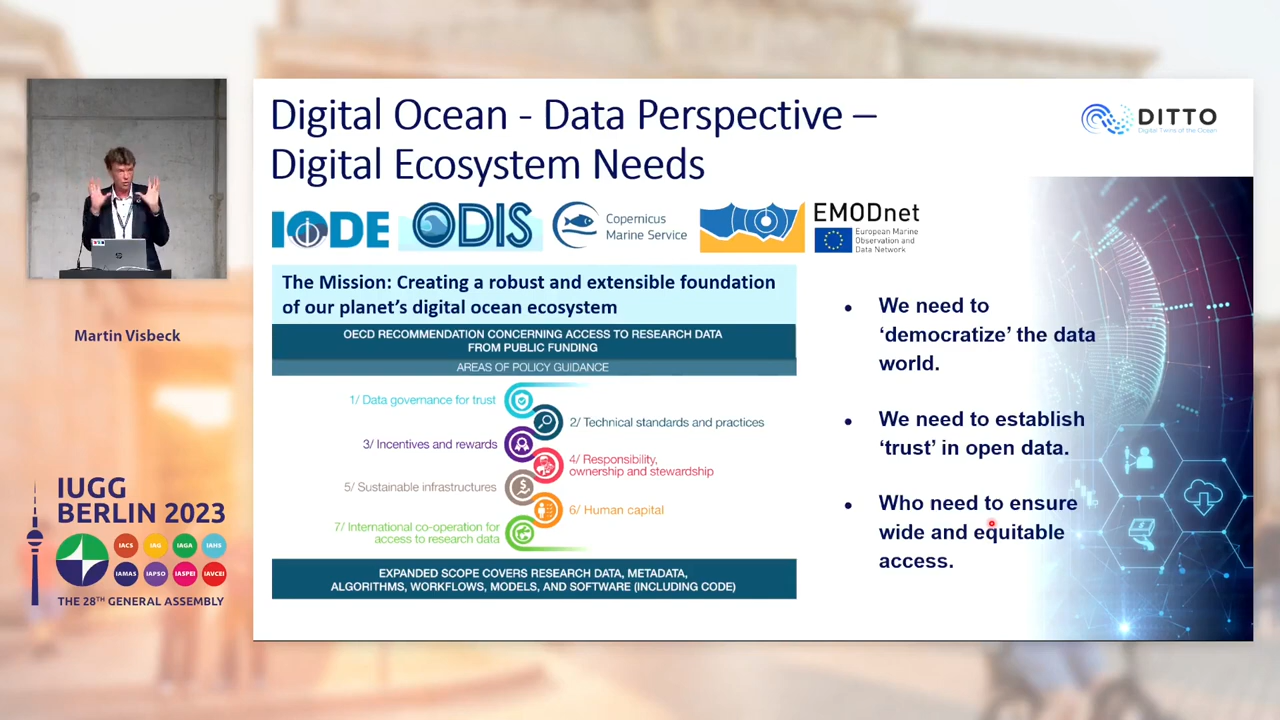 Digital Ocean - Data Perspective –
Digital Ecosystem Needs
DITTO
Digital Twins of the Ocean
IODE
ODIS
Copernicus
Marine Service
EMODnet
European Marine
Observation and
Data Network
The Mission: Creating a robust and extensible foundation
of our planet's digital ocean ecosystem
OECD RECOMMENDATION CONCERNING ACCESS TO RESEARCH DATA
FROM PUBLIC FUNDING
AREAS OF POLICY GUIDANCE
1/ Data governance for trust
2/ Technical standards and practices
3/ Incentives and rewards
4/ Responsibility,
ownership and stewardship
5/ Sustainable infrastructures
6/ Human capital
7/ International co-operation for
access to research data
EXPANDED SCOPE COVERS RESEARCH DATA, METADATA,
ALGORITHMS, WORKFLOWS, MODELS, AND SOFTWARE (INCLUDING CODE)
• We need to
‘democratize’ the data
world.
• We need to establish
‘trust’ in open data.
• Who need to ensure
wide and equitable
access.
Martin Visbeck
IUGG
BERLIN 2023
IACS IAG IAGA IAHS
IAMAS IAPSO IASPEI IAVCEI
THE 28TH GENERAL ASSEMBLY